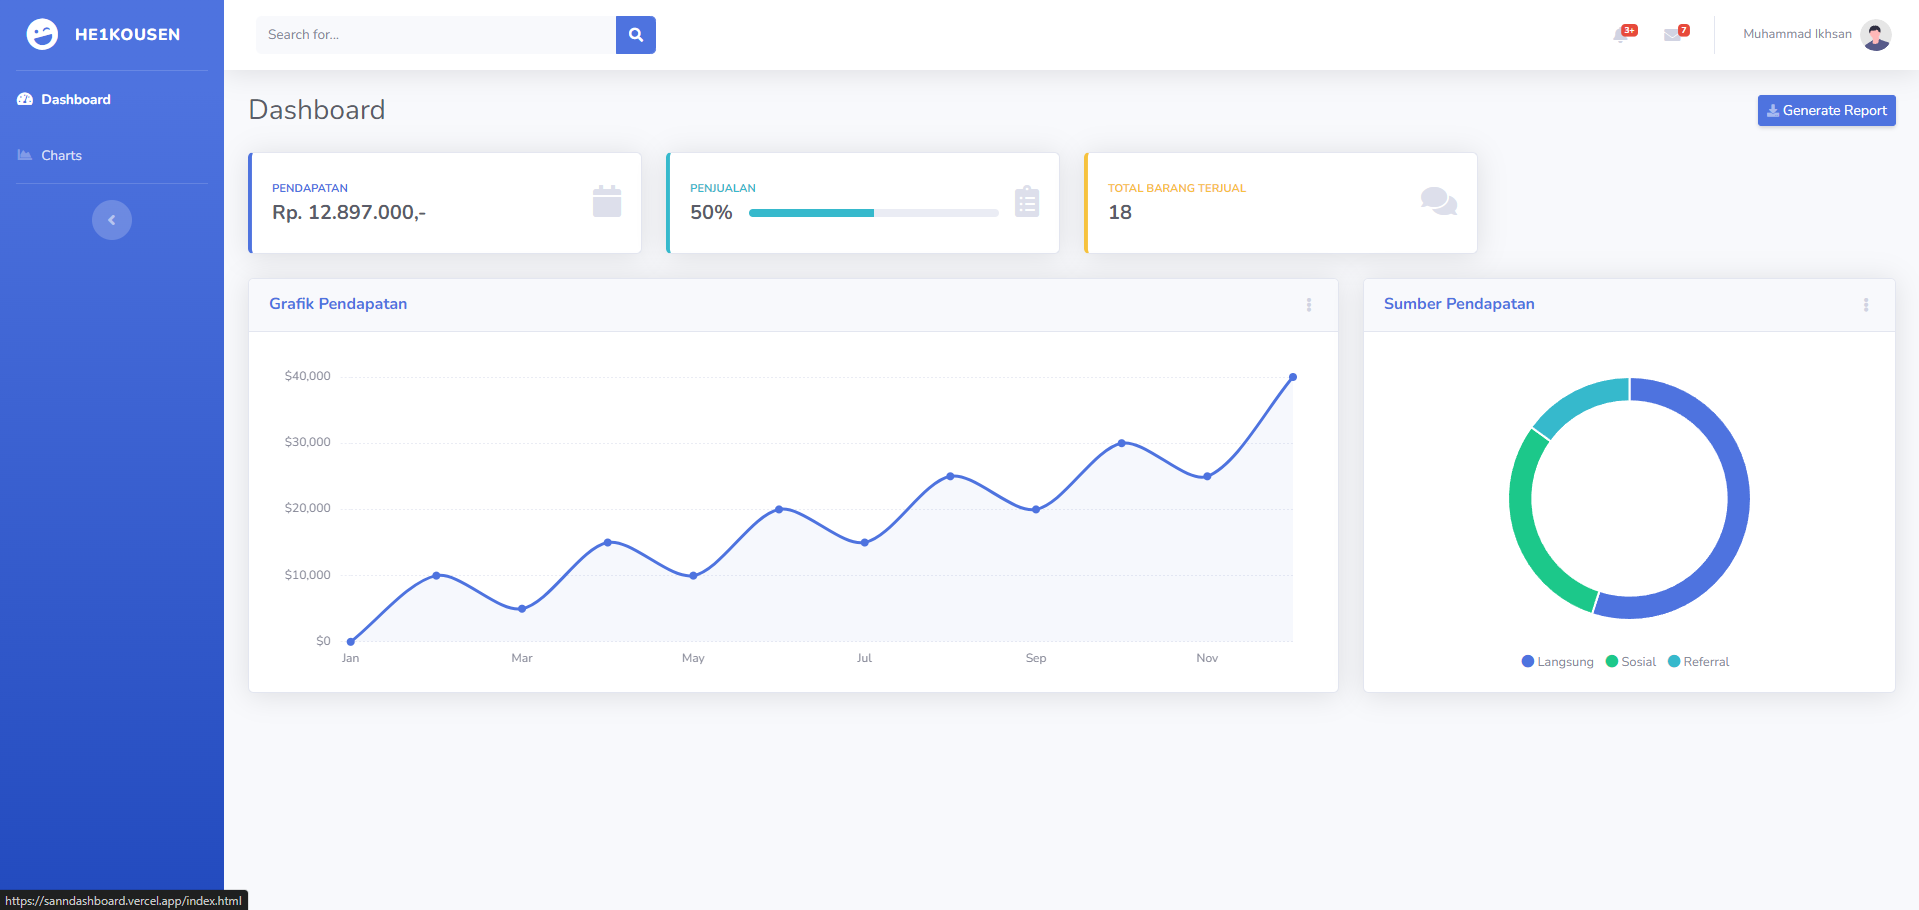 HE1KOUSEN
Search for...
3+
7
Muhammad Ikhsan
Dashboard
Charts
Dashboard
Generate Report
PENDAPATAN
Rp. 12.897.000,-
PENJUALAN
50%
TOTAL BARANG TERJUAL
18
Grafik Pendapatan
$40,000
$30,000
$20,000
$10,000
$0
Jan Mar May Jul Sep Nov
Sumber Pendapatan
Langsung Sosial Referral
https://sanndashboard.vercel.app/index.html